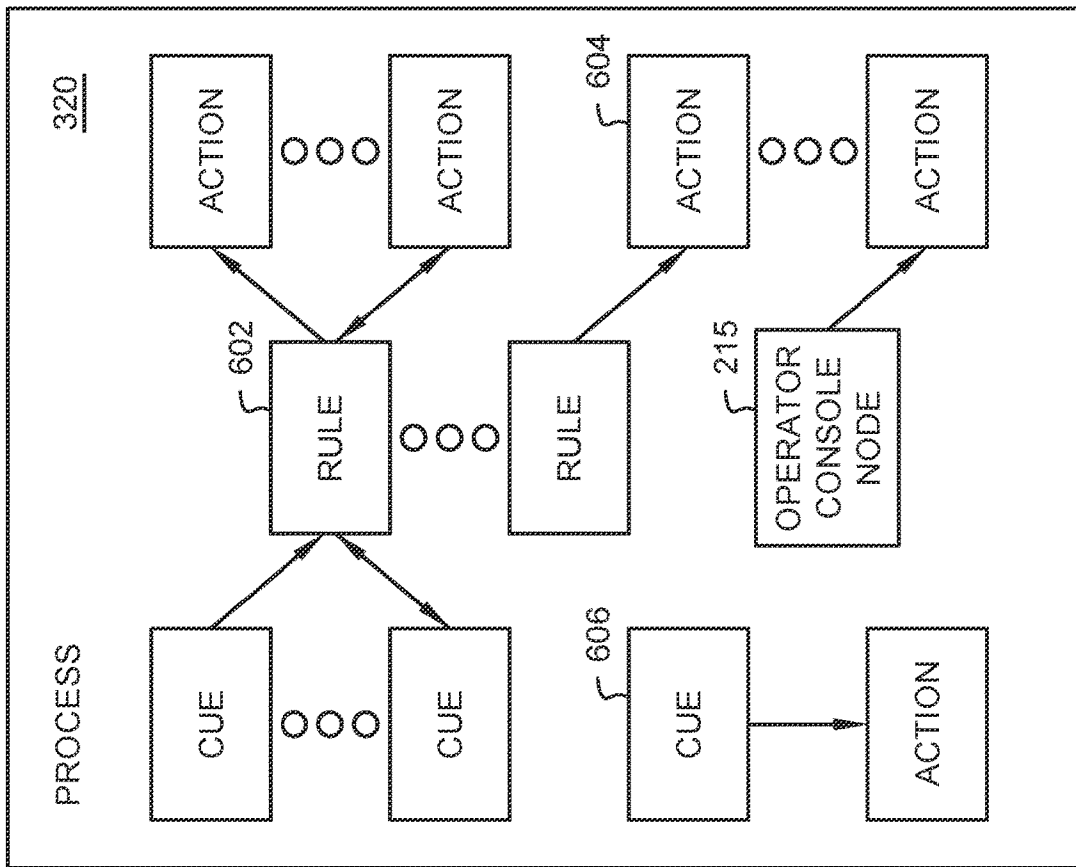 PROCESS
320
CUE
ACTION
602
RULE
CUE
ACTION
RULE
606
604
CUE
ACTION
215
OPERATOR
CONSOLE
NODE
ACTION
ACTION